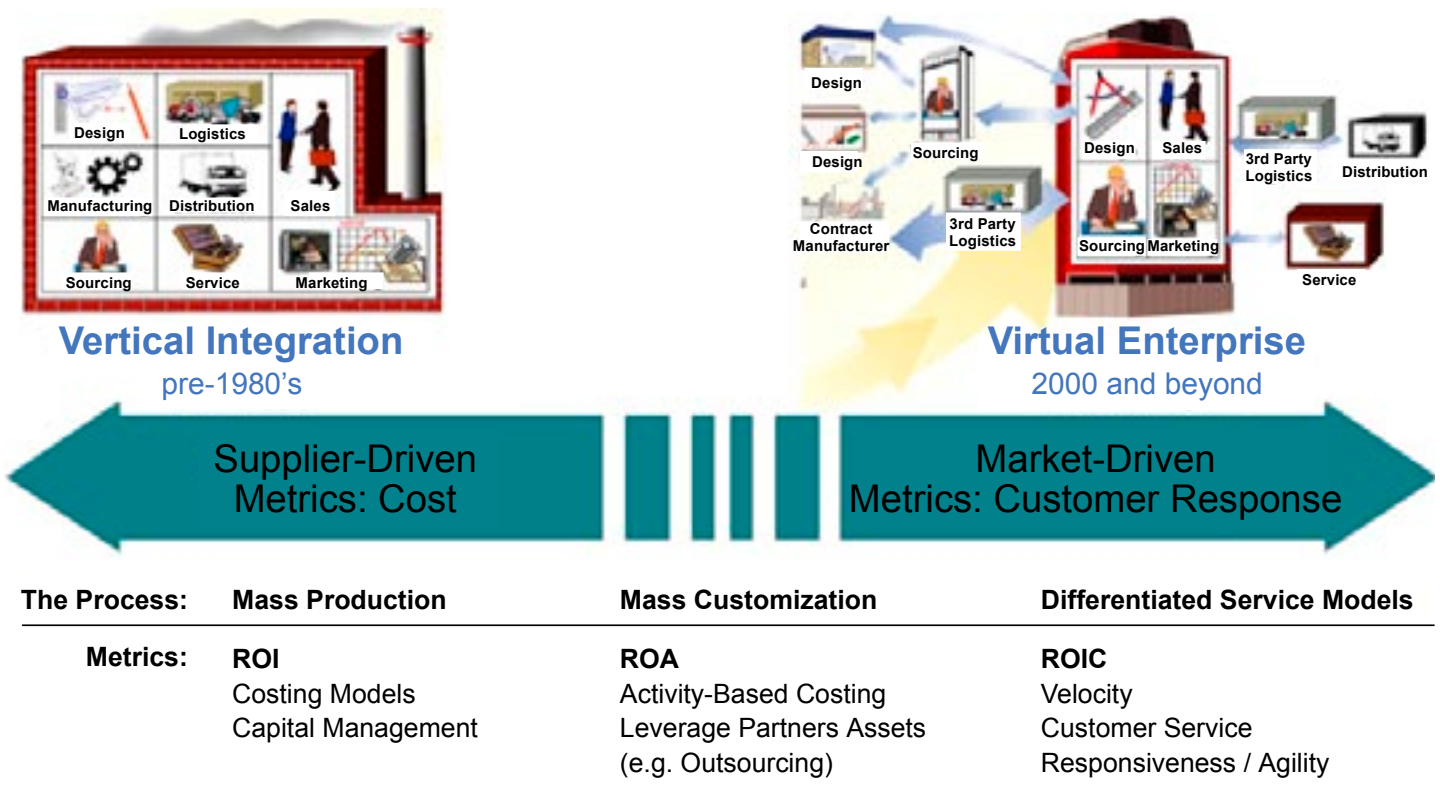 Design
Logistics
Manufacturing
Distribution
Sales
Sourcing
Service
Marketing
Vertical Integration
pre-1980’s
Design
Design
Sourcing
Contract
Manufacturer
3rd Party
Logistics
Design
Sales
Sourcing
Marketing
3rd Party
Logistics
Distribution
Service
Virtual Enterprise
2000 and beyond
Supplier-Driven
Metrics: Cost
Market-Driven
Metrics: Customer Response
The Process: Mass Production Mass Customization Differentiated Service Models
Metrics: ROI ROA ROIC
Costing Models Activity-Based Costing Velocity
Capital Management Leverage Partners Assets Customer Service
(e.g. Outsourcing) Responsiveness / Agility